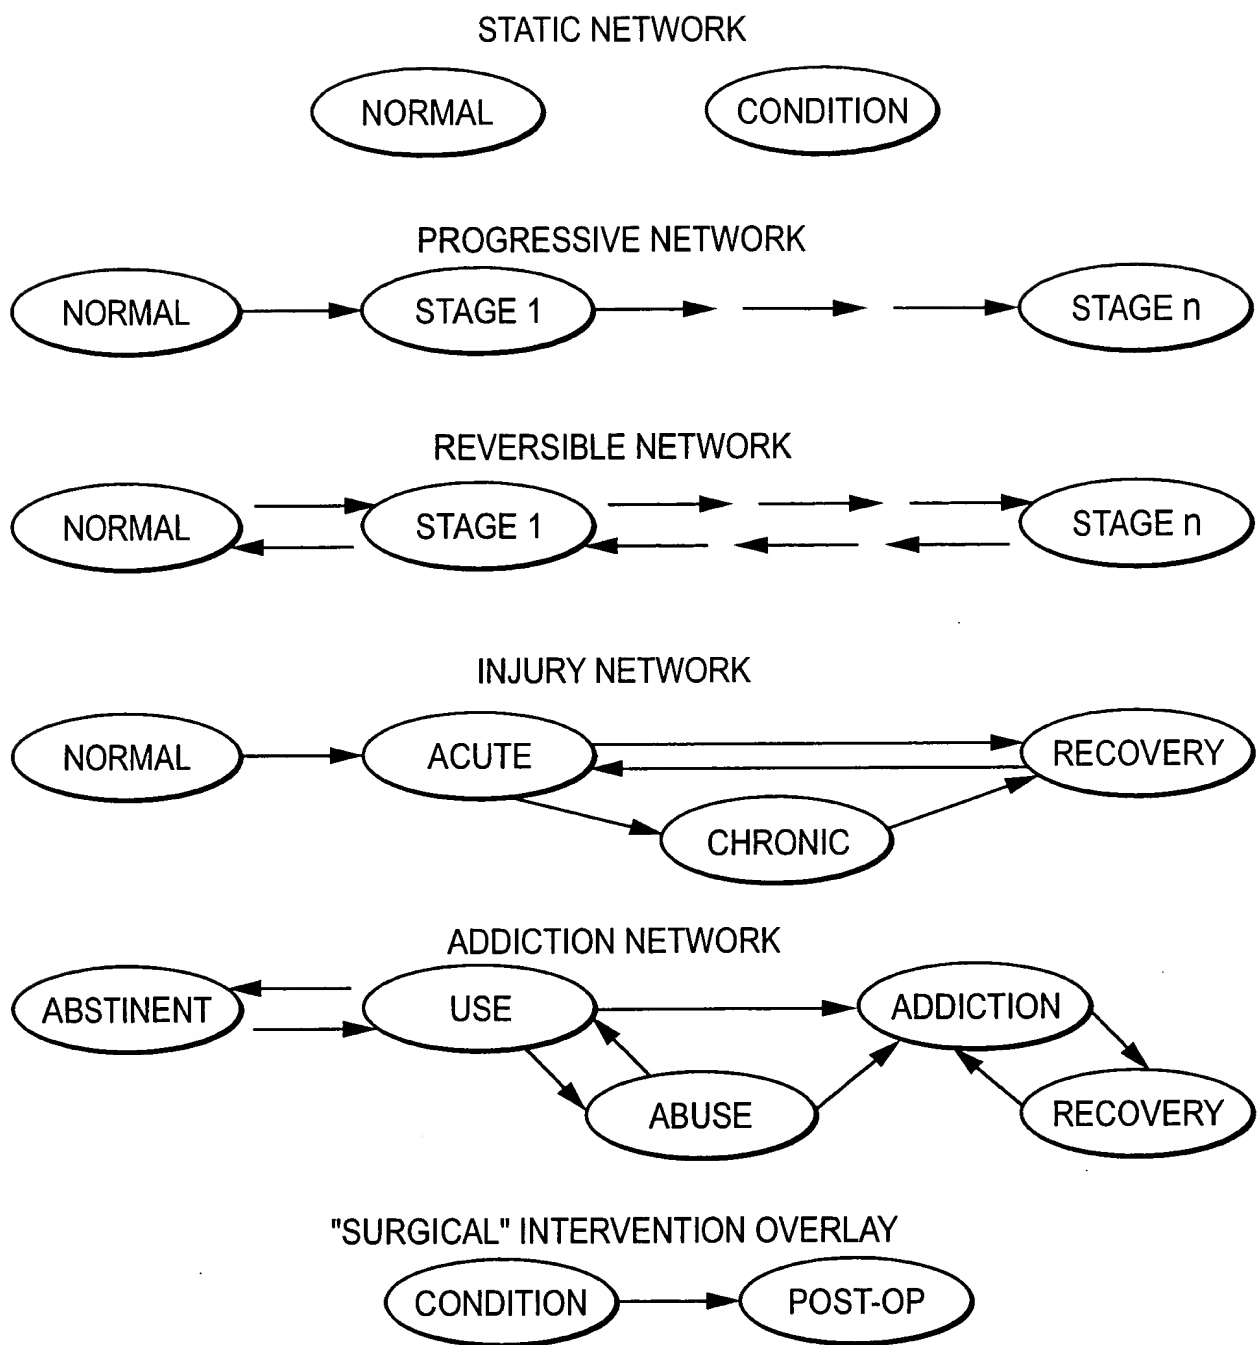 STATIC NETWORK
NORMAL CONDITION
PROGRESSIVE NETWORK
NORMAL STAGE 1 STAGE n
REVERSIBLE NETWORK
NORMAL STAGE 1 STAGE n
INJURY NETWORK
NORMAL ACUTE RECOVERY
CHRONIC
ADDICTION NETWORK
ABSTINENT USE ADDICTION
ABUSE RECOVERY
"SURGICAL" INTERVENTION OVERLAY
CONDITION POST-OP